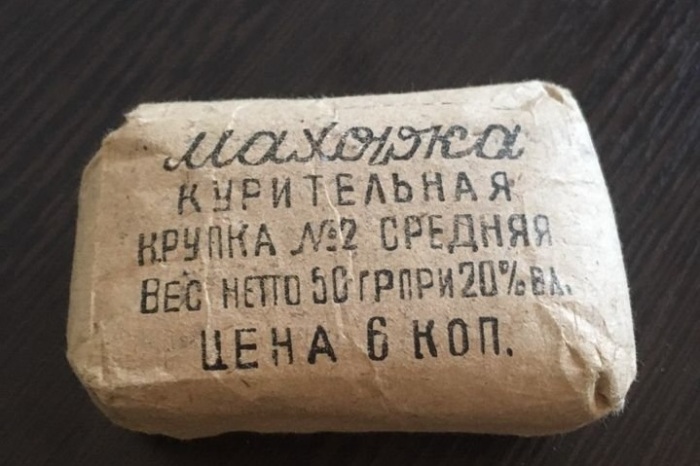 махорка
КУРИТЕЛЬНАЯ
КРУПКА №2 СРЕДНЯЯ
ВЕС НЕТТО 50 ГР ПРИ 20% ВЛ.
ЦЕНА 6 КОП.